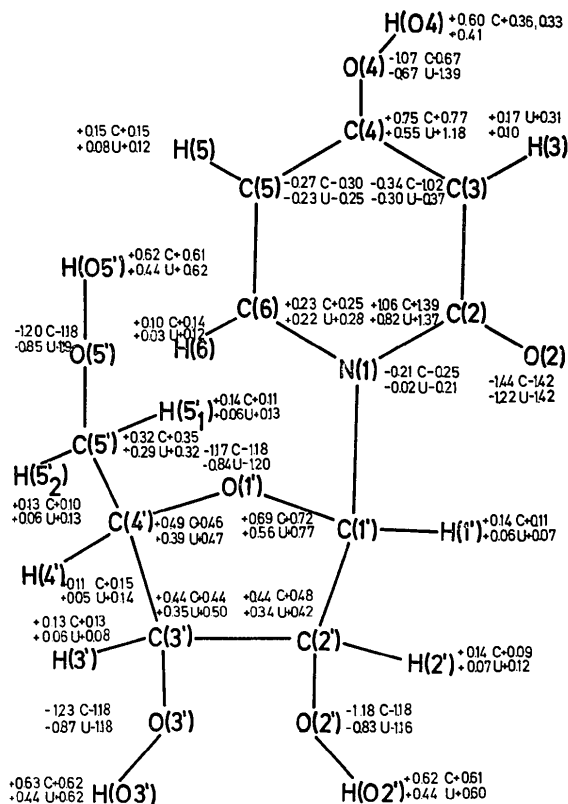 H(O4) +0.60 C+0.36,0.33
+0.41
O(4) -1.07 C-0.67
-0.67 U-1.39
+0.15 C+0.15
+0.08U+0.12
H(5)
C(4) +0.75 C+0.77
+0.55 U+1.18
+0.17 U+0.31
+0.10
H(3)
C(5) -0.27 C-0.30
-0.23 U-0.25
-0.34 C-1.02
-0.30 U-0.37
C(3)
H(O5') +0.62 C+0.61
+0.44 U+0.62
-1.20 C-1.18
-0.85 U-1.19
O(5')
+0.10 C+0.14
+0.03 U+0.12
H(6)
C(6) +0.23 C+0.25
+0.22 U+0.28
+1.06 C+1.39
+0.82U+1.37
C(2)
N(1) -0.21 C-0.25
-0.02 U-0.21
O(2)
-1.44 C-1.42
-1.22U-1.42
H(5'1) +0.14 C+0.11
+0.06U+0.13
C(5') +0.32 C+0.35
+0.29 U+0.32
H(5'2)
+0.13 C+0.10
+0.06 U+0.13
-1.17 C-1.18
-0.84U-1.20
O(1')
C(4') +0.49 C+0.46
+0.39 U+0.47
+0.69 C+0.72
+0.56 U+0.77
C(1')
H(1') +0.14 C+0.11
+0.06U+0.07
H(4') +0.11 C+0.15
+0.05 U+0.14
+0.44 C+0.44
+0.35U+0.50
+0.44 C+0.48
+0.34U+0.42
+0.13 C+0.13
+0.06 U+0.08
H(3')
C(3')
C(2')
H(2') +0.14 C+0.09
+0.07U+0.12
-1.23 C-1.18
-0.87 U-1.18
O(3')
O(2') -1.18 C-1.18
-0.83 U-1.16
+0.63 C+0.62
+0.44 U+0.62
H(O3')
H(O2') +0.62 C+0.61
+0.44 U+0.60